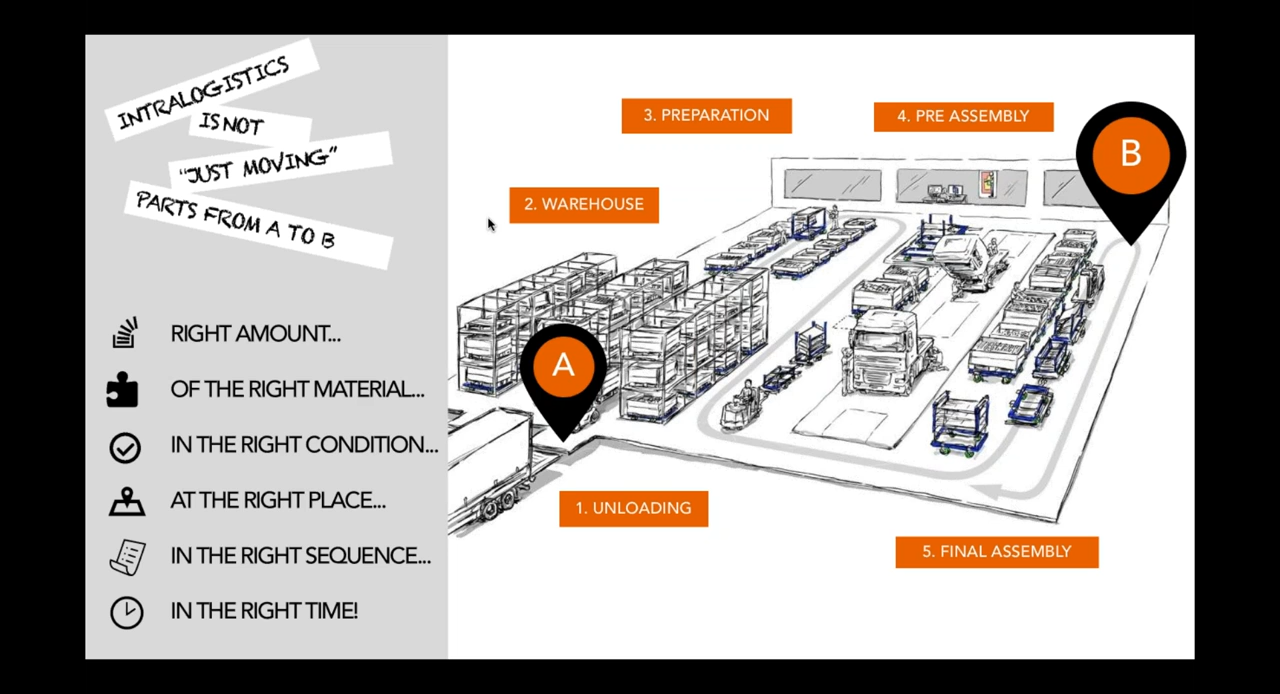 INTRALOGISTICS
IS NOT
"JUST MOVING"
PARTS FROM A TO B
RIGHT AMOUNT...
OF THE RIGHT MATERIAL...
IN THE RIGHT CONDITION...
AT THE RIGHT PLACE...
IN THE RIGHT SEQUENCE...
IN THE RIGHT TIME!
3. PREPARATION
4. PRE ASSEMBLY
B
2. WAREHOUSE
A
1. UNLOADING
5. FINAL ASSEMBLY